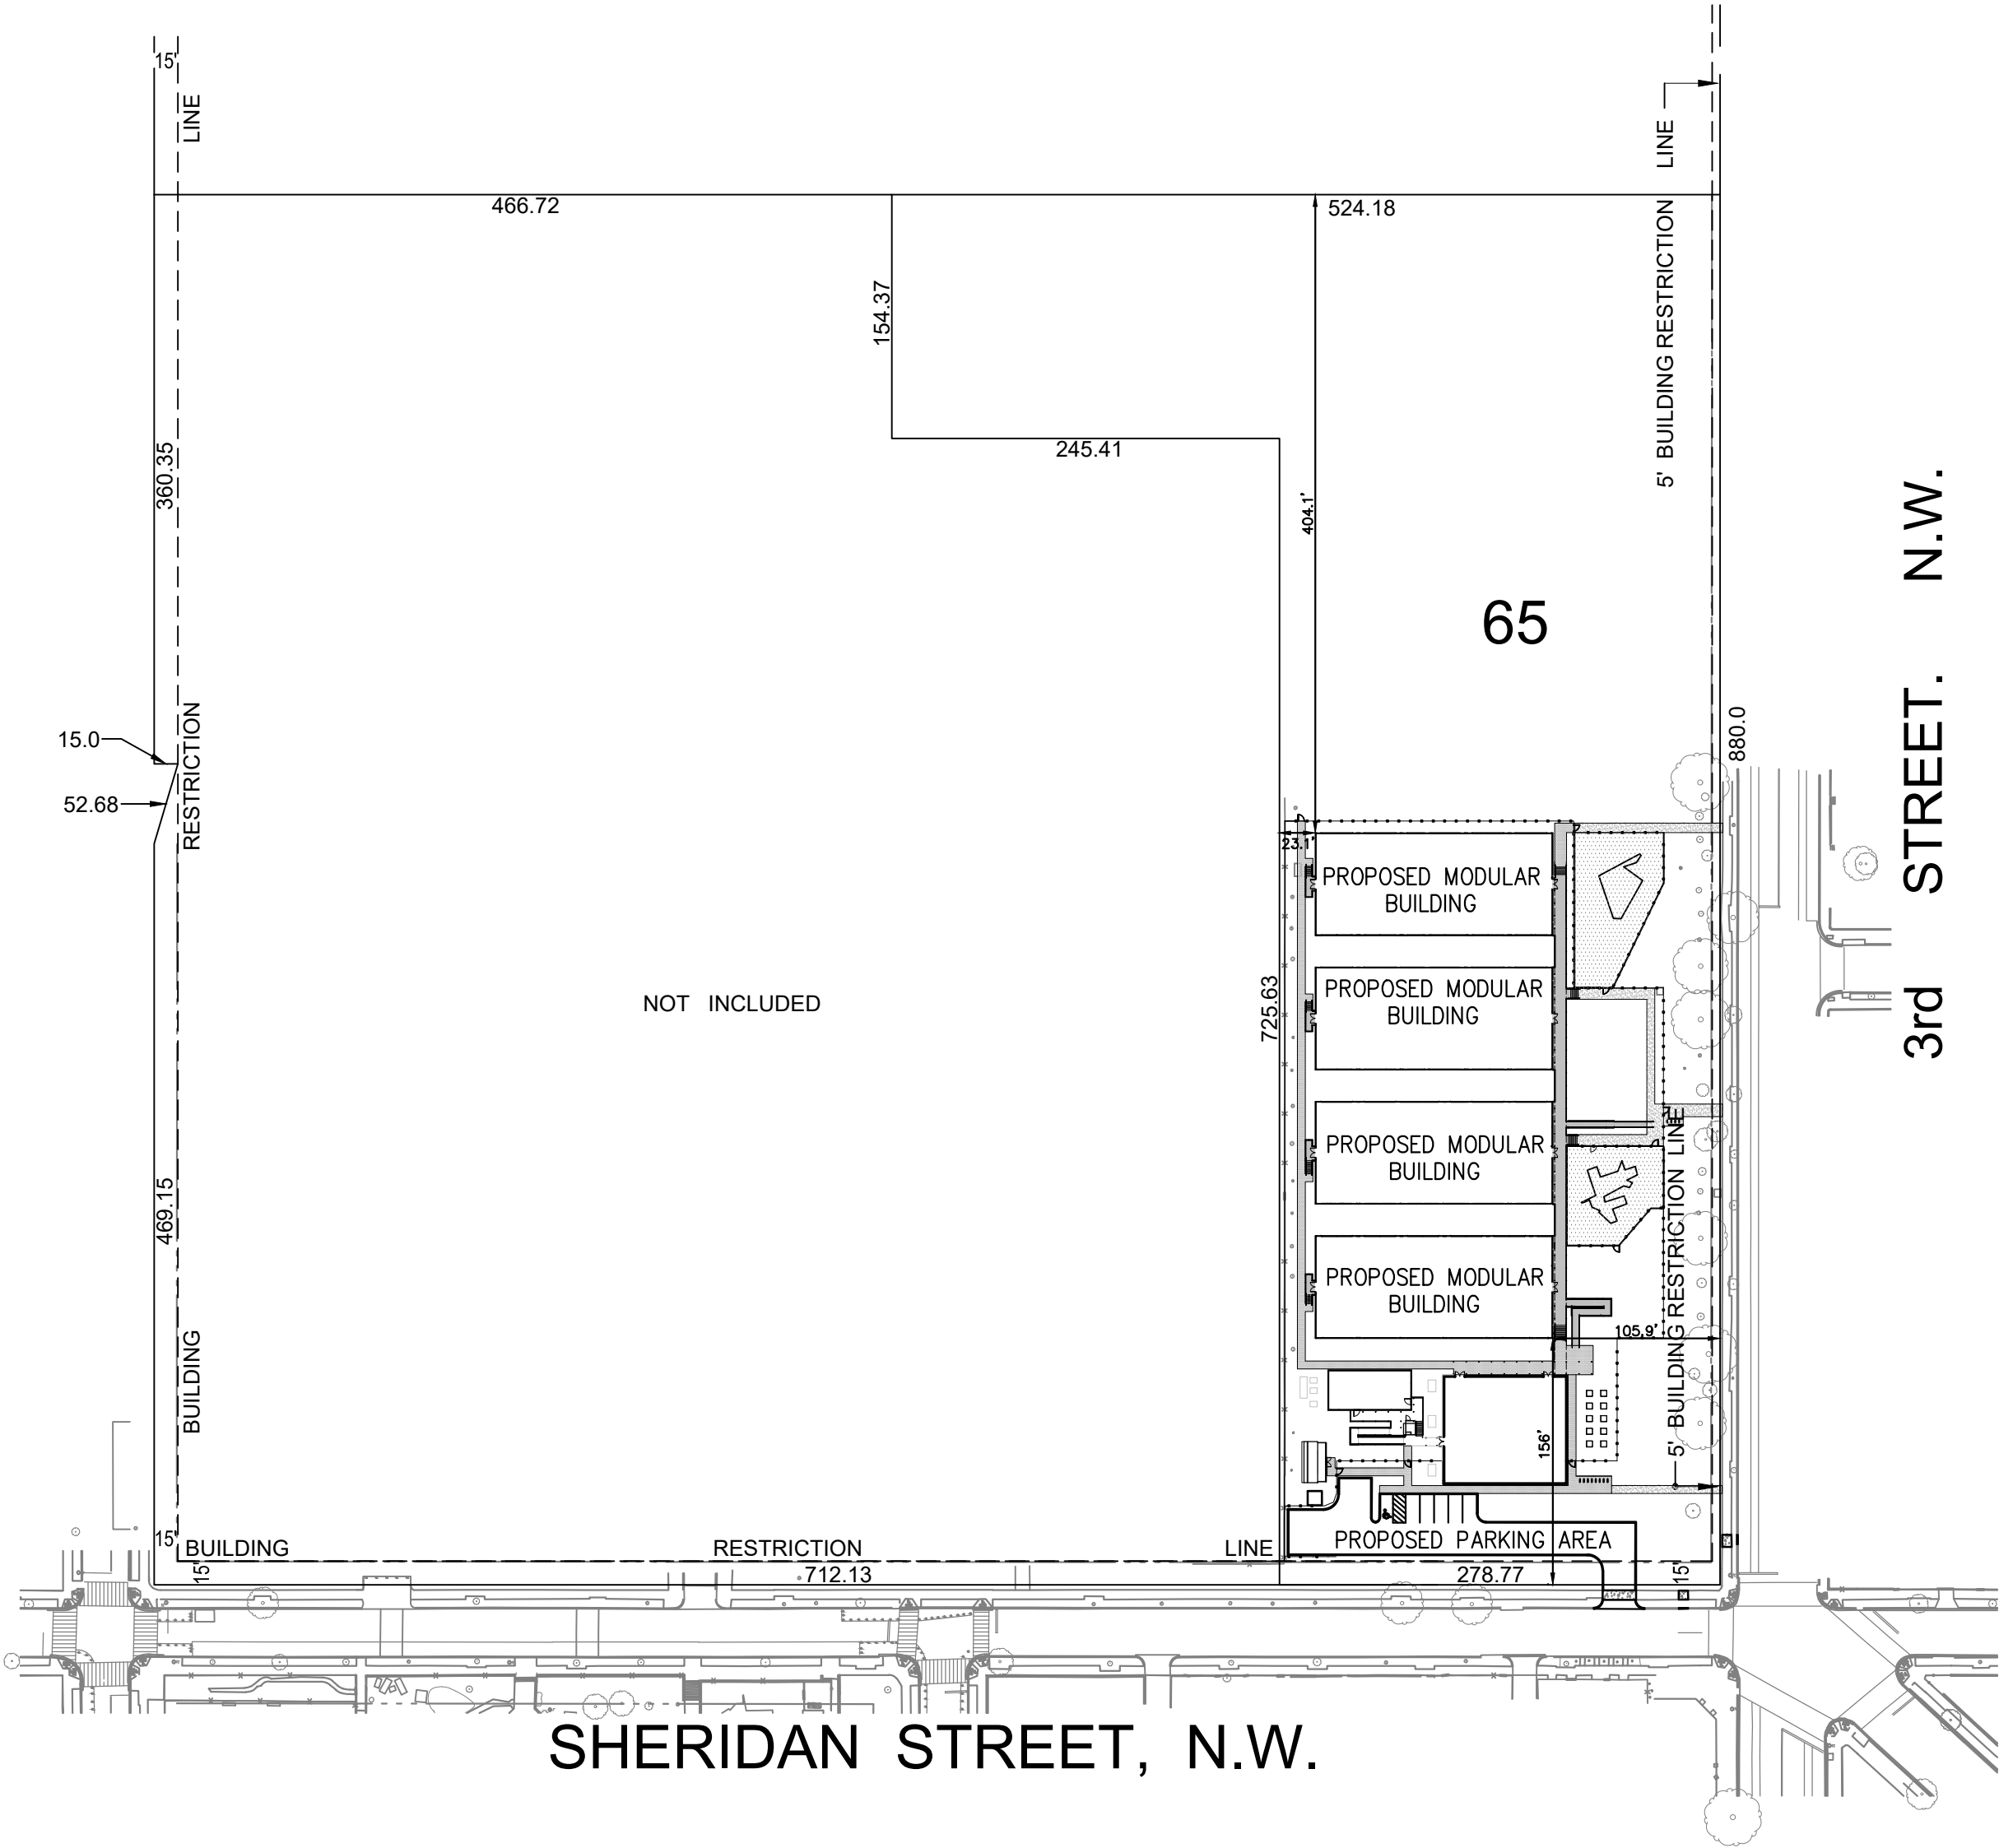 15'
LINE
5' BUILDING RESTRICTION LINE
466.72
524.18
154.37
245.41
360.35
404.1'
65
3rd STREET. N.W.
880.0
15.0
52.68
RESTRICTION
23.1'
PROPOSED MODULAR
BUILDING
NOT INCLUDED
725.63
PROPOSED MODULAR
BUILDING
PROPOSED MODULAR
BUILDING
469.15
5' BUILDING RESTRICTION LINE
PROPOSED MODULAR
BUILDING
105.9'
BUILDING
156'
15'
BUILDING RESTRICTION LINE
PROPOSED PARKING AREA
15'
712.13
278.77
15'
SHERIDAN STREET, N.W.